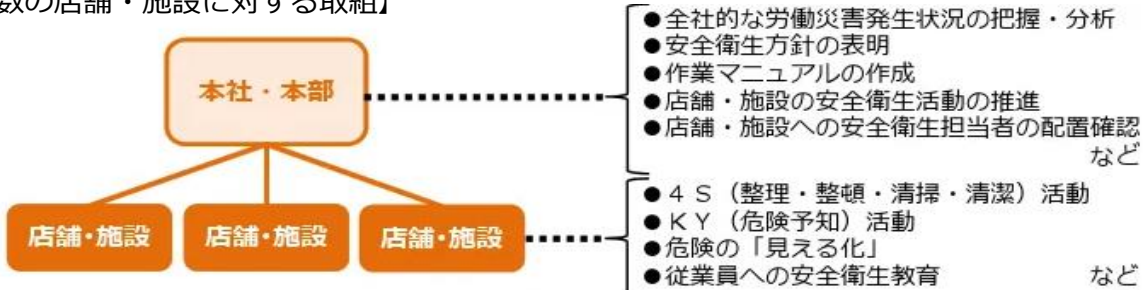 数の店舗・施設に対する取組】
本社・本部
●全社的な労働災害発生状況の把握・分析
●安全衛生方針の表明
●作業マニュアルの作成
●店舗・施設の安全衛生活動の推進
●店舗・施設への安全衛生担当者の配置確認
など
店舗・施設
店舗・施設
店舗・施設
●４Ｓ（整理・整頓・清掃・清潔）活動
●ＫＹ（危険予知）活動
●危険の「見える化」
●従業員への安全衛生教育 など